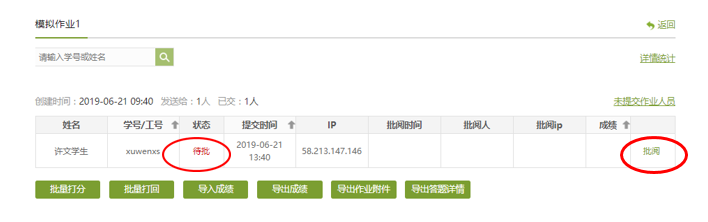 模拟作业1 返回
请输入学号或姓名 详情统计
创建时间：2019-06-21 09:40 发送给：1人 已交：1人 未提交作业人员
姓名 学号/工号 状态 提交时间 IP 批阅时间 批阅人 批阅ip 成绩
许文学生 xuwenxs 待批 2019-06-21 58.213.147.146 批阅
13:40
批量打分 批量打回 导入成绩 导出成绩 导出作业附件 导出答题详情